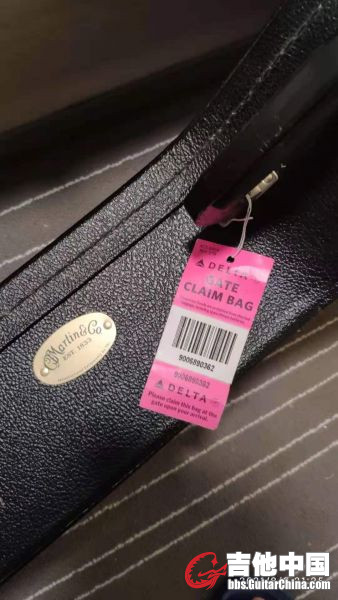 DELTA
GATE
CLAIM BAG
9006890362
9006890362
DELTA
Please claim this bag at the
gate upon your arrival.
C.F. Martin & Co
EST. 1833
吉他中国
bbs.GuitarChina.com